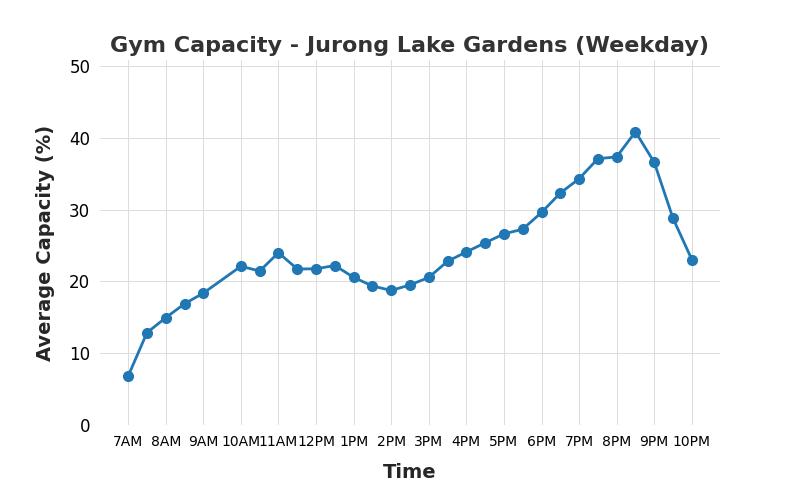 Gym Capacity - Jurong Lake Gardens (Weekday)
50
40
30
20
10
0
Average Capacity (%)
7AM 8AM 9AM 10AM 11AM 12PM 1PM 2PM 3PM 4PM 5PM 6PM 7PM 8PM 9PM 10PM
Time